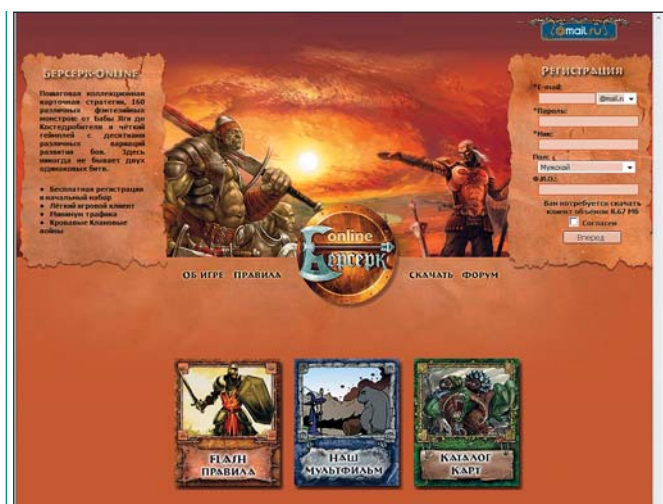 @mail.ru
Берсерк-Online
Пошаговая коллекционная
карточная стратегия, 160
различных фэнтезийных
монстров: от Бабы Яги до
Костедробителя и чёткий
геймплей с десятками
различных вариаций
развития боя. Здесь
никогда не бывает двух
одинаковых битв.
• Бесплатная регистрация
и начальный набор
• Лёгкий игровой клиент
• Минимум трафика
• Кровавые Клановые
войны
Регистрация
*E-mail:
@mail.ru
*Пароль:
*Ник:
Пол:
Мужской
Ф.И.О.:
Вам потребуется скачать
клиент объемом 8.67 Мб
Согласен
Вперед
online
Берсерк
Об игре Правила Скачать Форум
Flash
правила
Наш
мультфильм
Каталог
карт